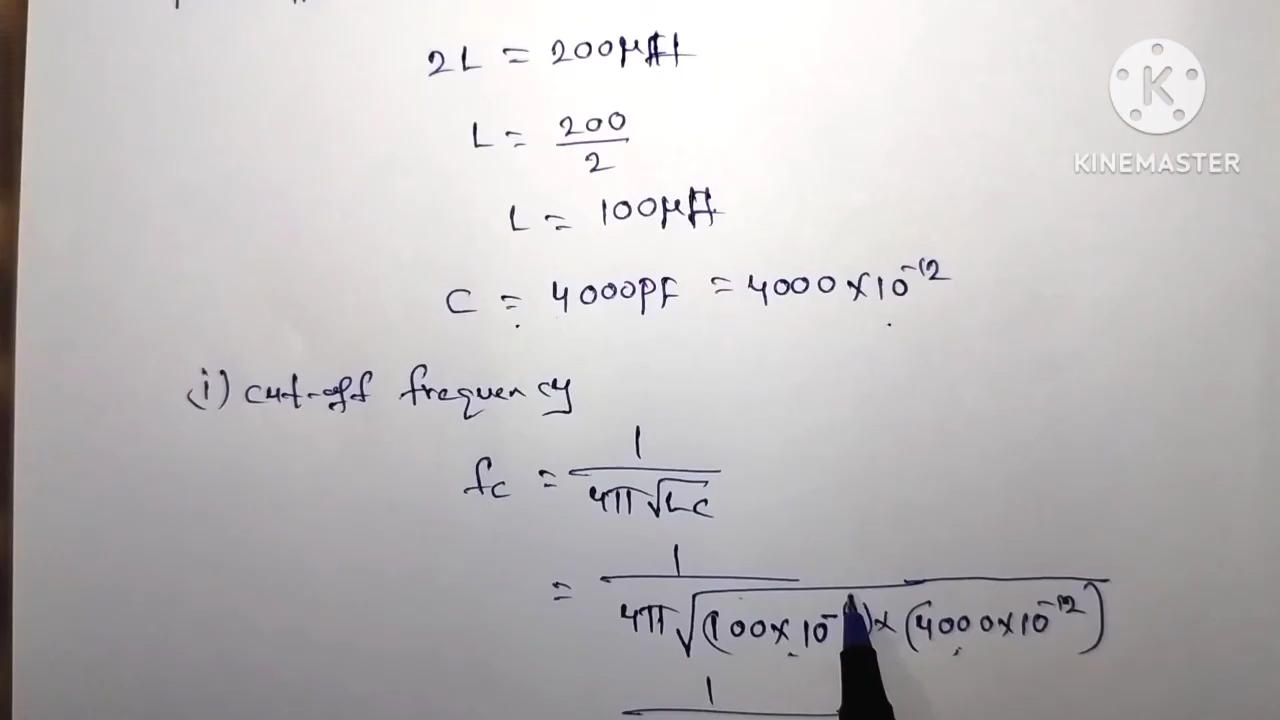 2L = 200μH
L = 200/2
L = 100μH
C = 4000pF = 4000 × 10⁻¹²
(i) cut-off frequency
fc = 1/4π√LC
= 1/4π√(100 × 10⁻ ) × (4000 × 10⁻¹²)
1
K
KINEMASTER